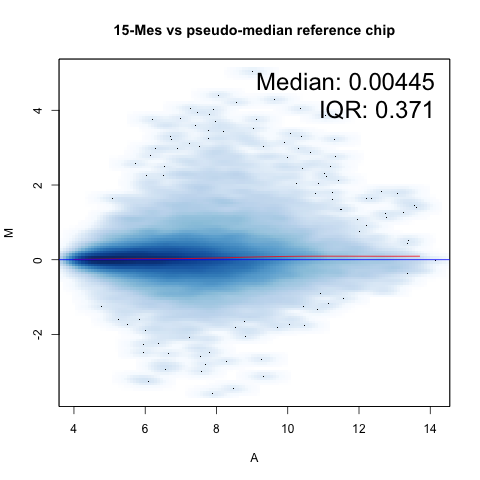 15-Mes vs pseudo-median reference chip
Median: 0.00445
IQR: 0.371
M
4
2
0
-2
4 6 8 10 12 14
A